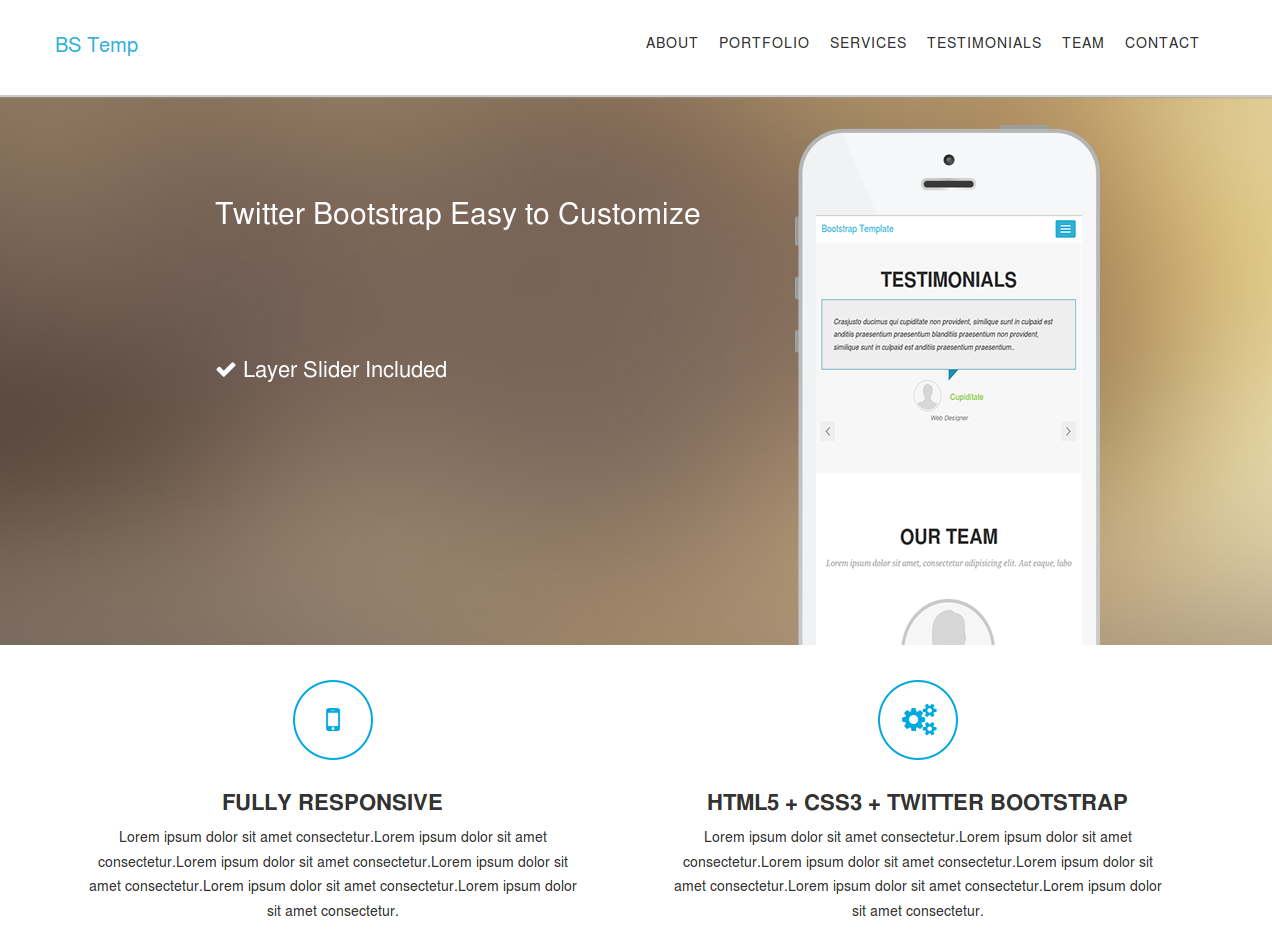 BS Temp
ABOUT PORTFOLIO SERVICES TESTIMONIALS TEAM CONTACT
Twitter Bootstrap Easy to Customize
Layer Slider Included
Bootstrap Template
TESTIMONIALS
Crasjusto ducimus qui cupiditate non provident, similique sunt in culpaid est
anditiis praesentium praesentium blanditiis praesentium non provident,
similique sunt in culpaid est anditiis praesentium praesentium..
Cupiditate
Web Designer
OUR TEAM
Lorem ipsum dolor sit amet, consectetur adipisicing elit. Aut eaque, labo
FULLY RESPONSIVE
Lorem ipsum dolor sit amet consectetur.Lorem ipsum dolor sit amet
consectetur.Lorem ipsum dolor sit amet consectetur.Lorem ipsum dolor sit
amet consectetur.Lorem ipsum dolor sit amet consectetur.Lorem ipsum dolor
sit amet consectetur.
HTML5 + CSS3 + TWITTER BOOTSTRAP
Lorem ipsum dolor sit amet consectetur.Lorem ipsum dolor sit amet
consectetur.Lorem ipsum dolor sit amet consectetur.Lorem ipsum dolor sit
amet consectetur.Lorem ipsum dolor sit amet consectetur.Lorem ipsum dolor
sit amet consectetur.